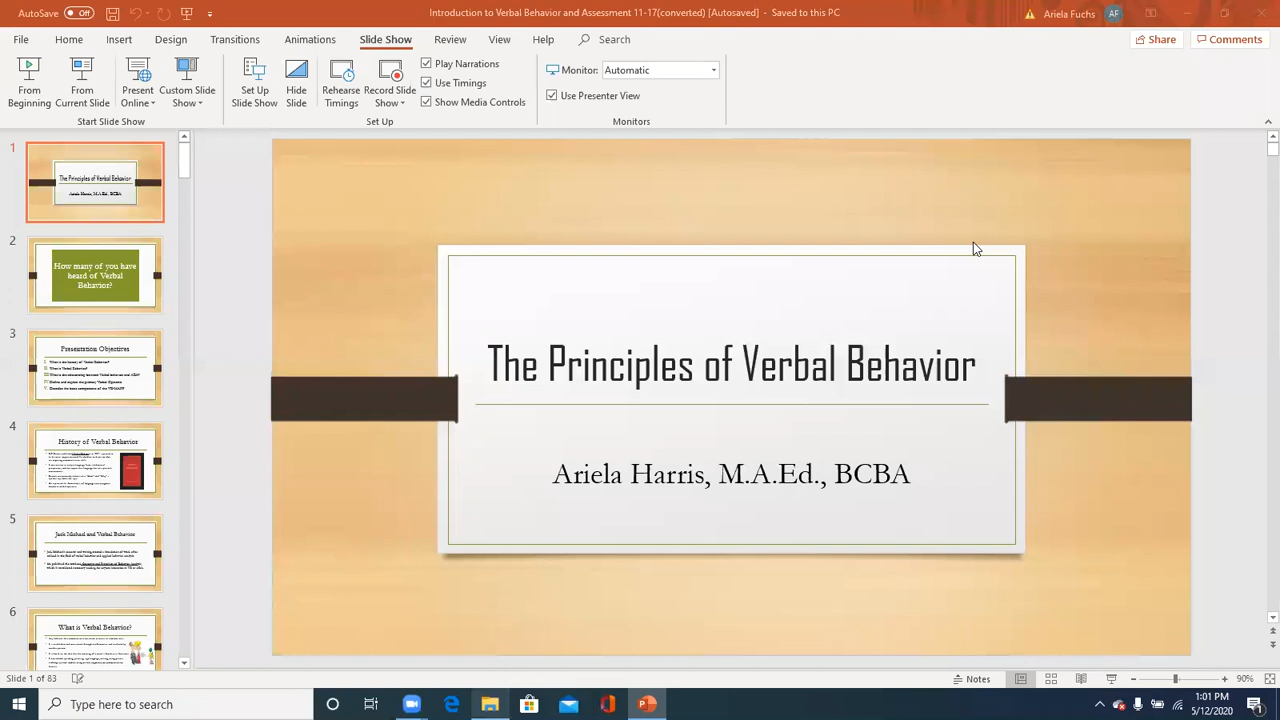 AutoSave Off
Introduction to Verbal Behavior and Assessment 11-17(converted) [Autosaved] - Saved to this PC
Ariela Fuchs AF
File Home Insert Design Transitions Animations Slide Show Review View Help Search
Share Comments
From Beginning
From Current Slide
Present Online
Custom Slide Show
Set Up Slide Show
Hide Slide
Rehearse Timings
Record Slide Show
Play Narrations
Use Timings
Show Media Controls
Monitor: Automatic
Use Presenter View
Start Slide Show
Set Up
Monitors
1
The Principles of Verbal Behavior
Ariela Harris, M.A.Ed., BCBA
2
How many of you have
heard of Verbal
Behavior?
3
Presentation Objectives
4
History of Verbal Behavior
5
Jack Michael and Verbal Behavior
6
What is Verbal Behavior?
The Principles of Verbal Behavior
Ariela Harris, M.A.Ed., BCBA
Slide 1 of 83
Notes
90%
Type here to search
1:01 PM
5/12/2020